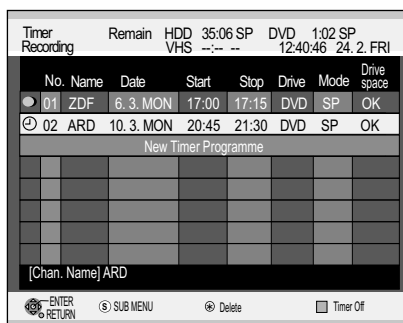 Timer Recording Remain HDD 35:06 SP DVD 1:02 SP
VHS --:-- -- 12:40:46 24. 2. FRI
No. Name Date Start Stop Drive Mode Drive space
01 ZDF 6. 3. MON 17:00 17:15 DVD SP OK
02 ARD 10. 3. MON 20:45 21:30 DVD SP OK
New Timer Programme
[Chan. Name] ARD
ENTER
RETURN
S SUB MENU
Delete
Timer Off